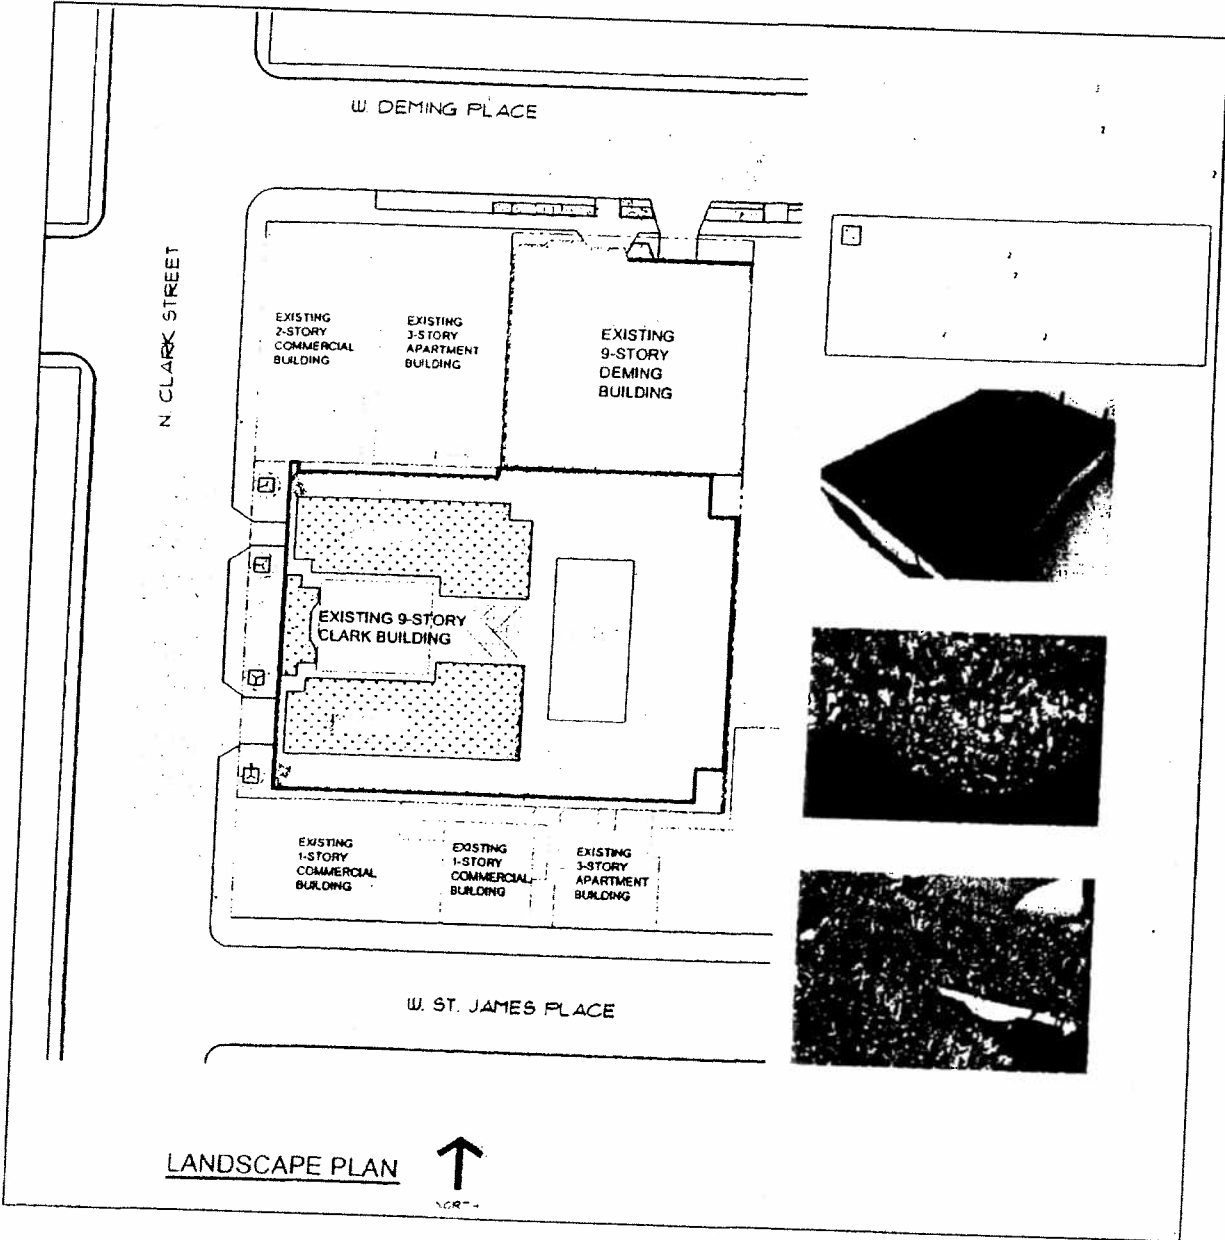 W. DEMING PLACE
N. CLARK STREET
EXISTING
2-STORY
COMMERCIAL
BUILDING
EXISTING
3-STORY
APARTMENT
BUILDING
EXISTING
9-STORY
DEMING
BUILDING
EXISTING 9-STORY
CLARK BUILDING
EXISTING
1-STORY
COMMERCIAL
BUILDING
EXISTING
1-STORY
COMMERCIAL
BUILDING
EXISTING
3-STORY
APARTMENT
BUILDING
W. ST. JAMES PLACE
LANDSCAPE PLAN
NORTH